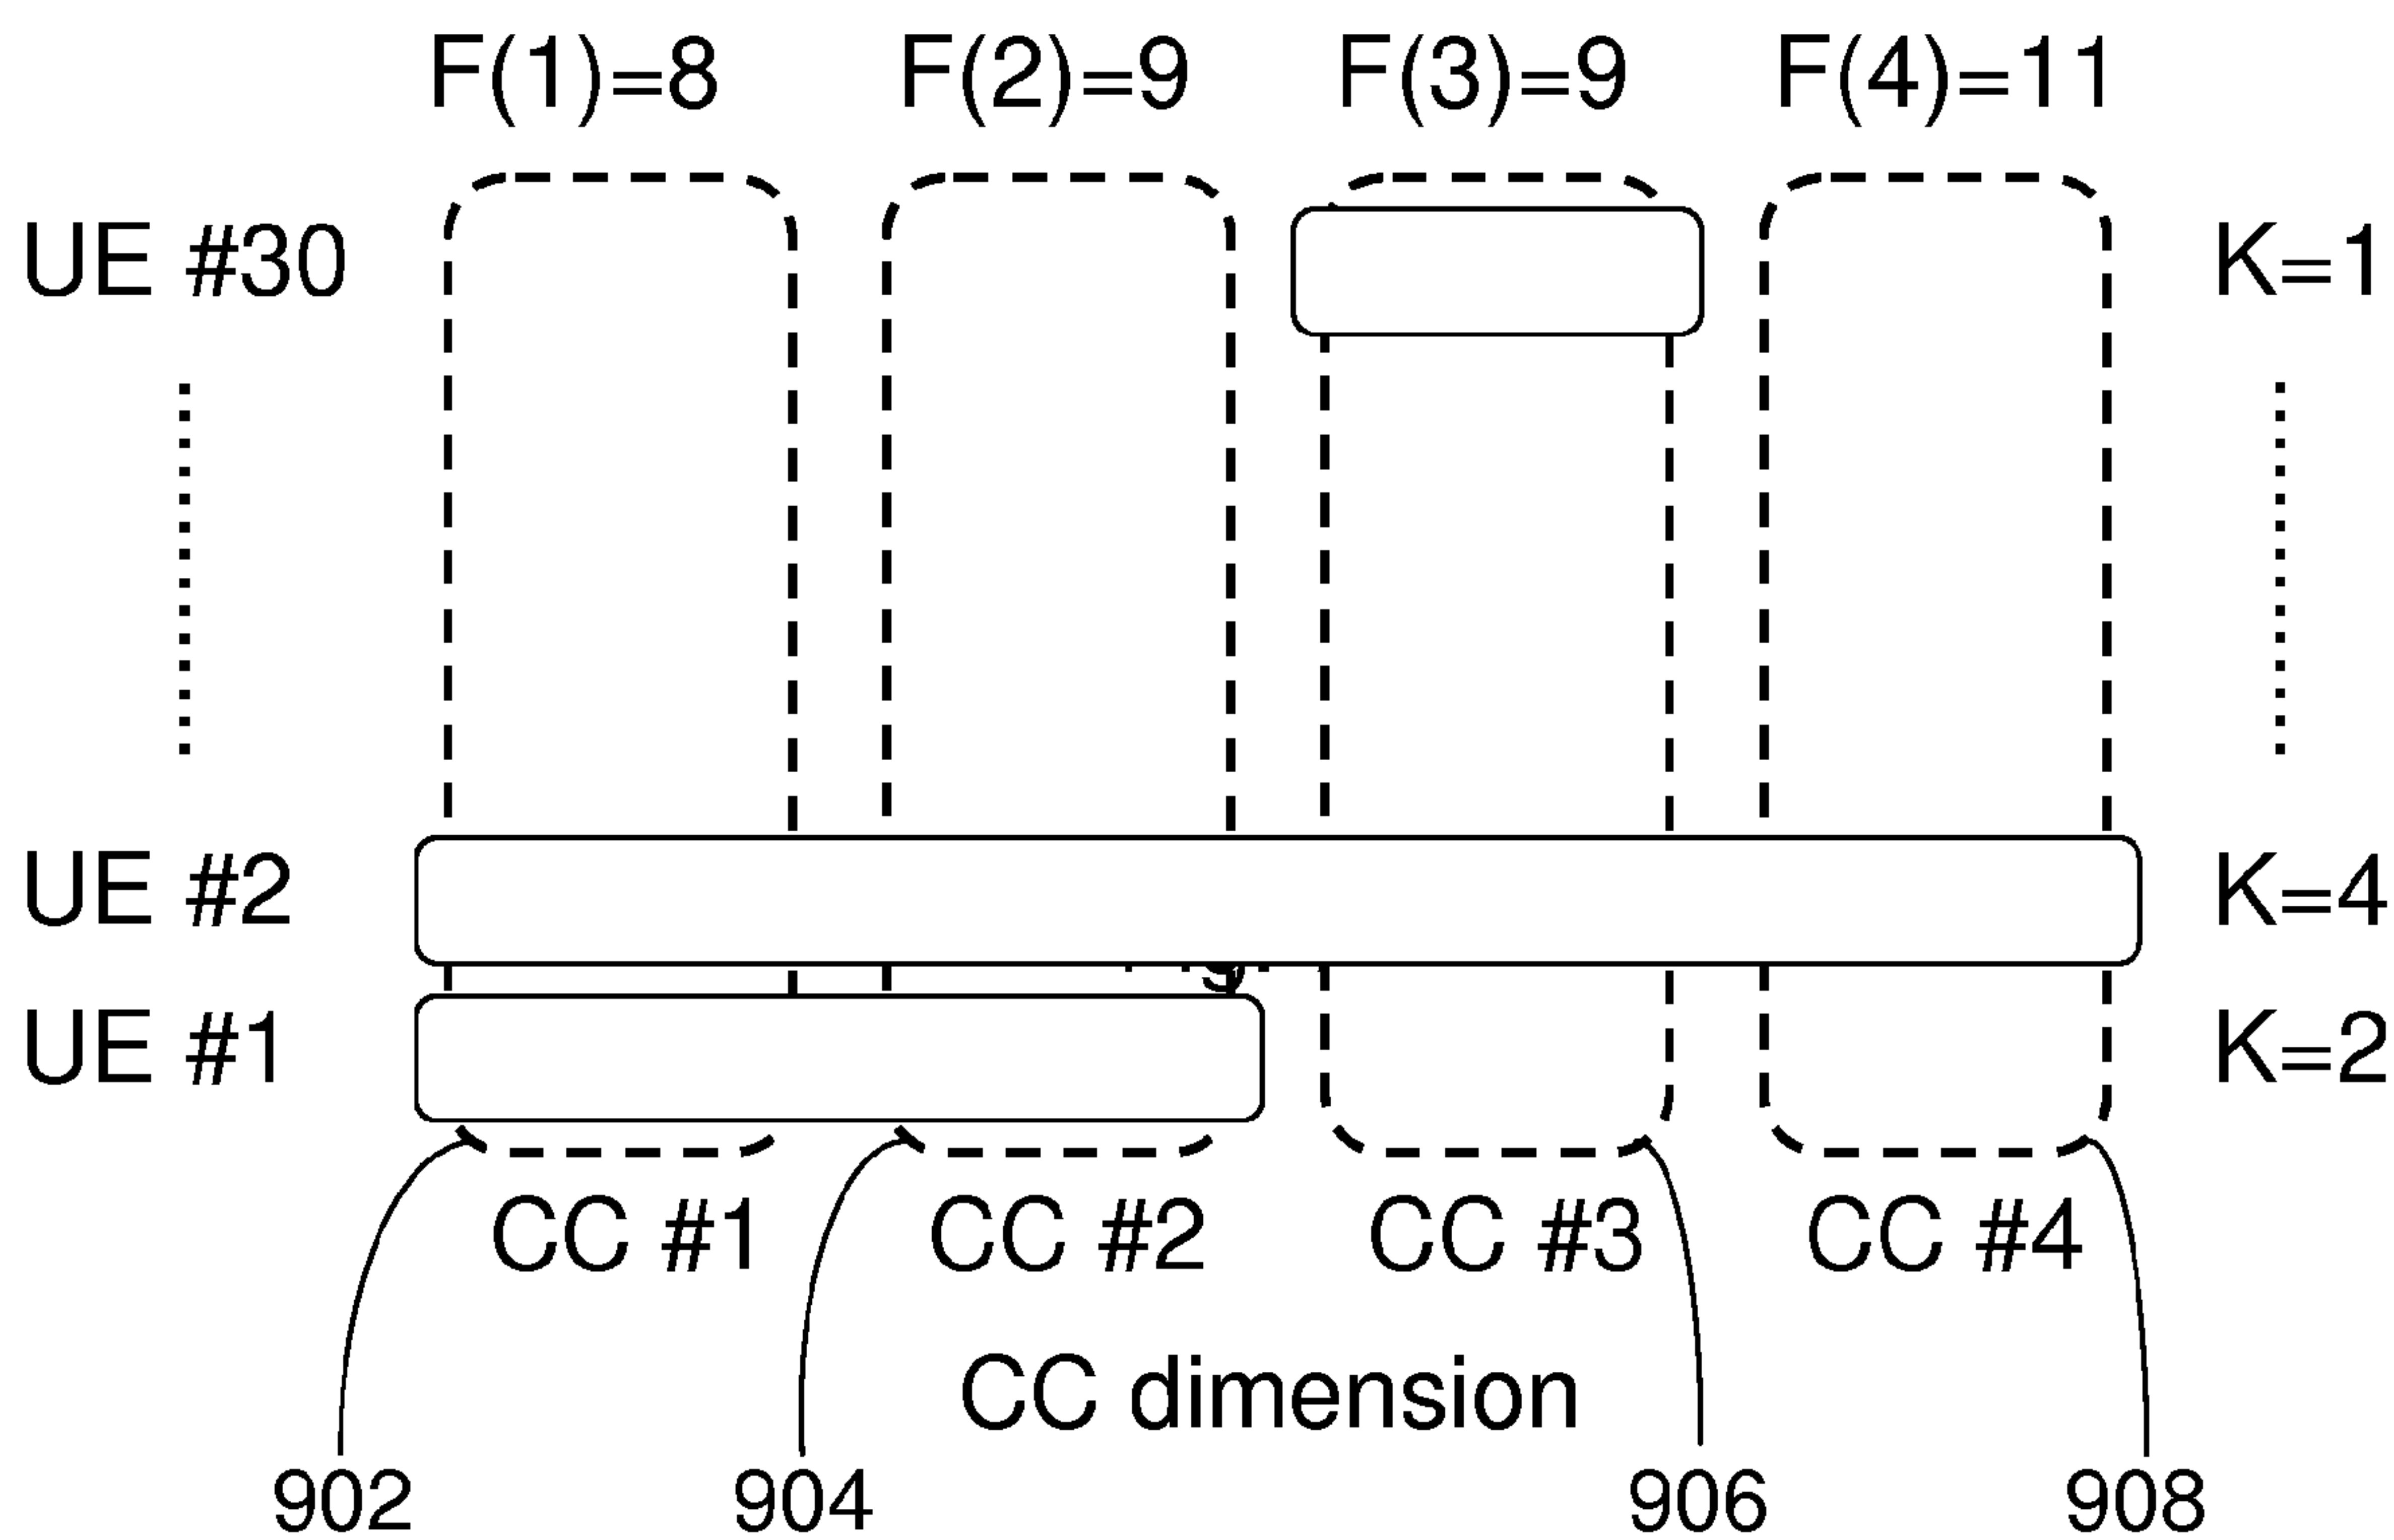 F(1)=8 F(2)=9 F(3)=9 F(4)=11
UE #30 K=1
UE #2 K=4
UE #1 K=2
CC #1 CC #2 CC #3 CC #4
CC dimension
902 904 906 908